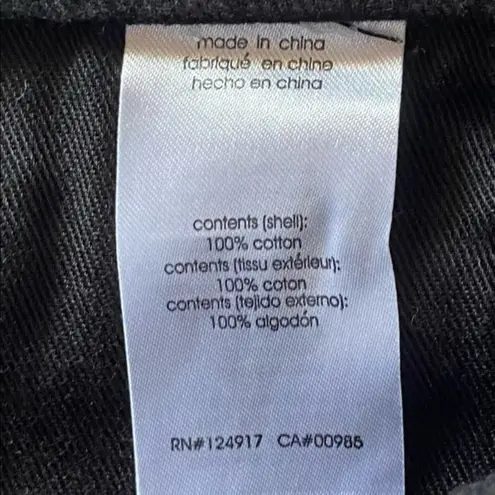 made in china
fabriqué en chine
hecho en china
contents (shell):
100% cotton
contents (tissu extérieur):
100% coton
contents (tejido externo):
100% algodón
RN#124917 CA#00985